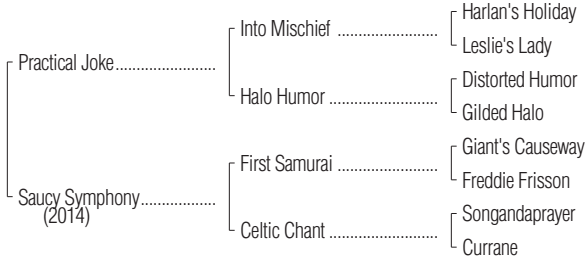 Harlan's Holiday
Into Mischief ........................
Leslie's Lady
Practical Joke........................
Distorted Humor
Halo Humor ..........................
Gilded Halo
Giant's Causeway
First Samurai ........................
Freddie Frisson
Saucy Symphony..................
(2014)
Songandaprayer
Celtic Chant ..........................
Currane